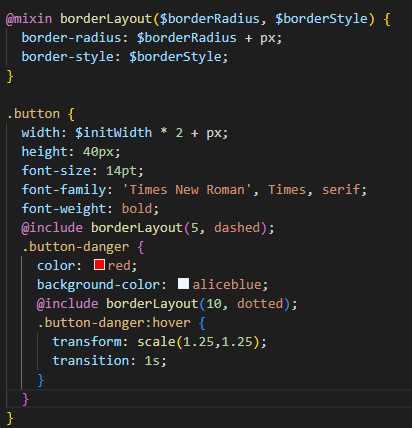 @mixin borderLayout($borderRadius, $borderStyle) {
border-radius: $borderRadius + px;
border-style: $borderStyle;
}
.button {
width: $initWidth * 2 + px;
height: 40px;
font-size: 14pt;
font-family: 'Times New Roman', Times, serif;
font-weight: bold;
@include borderLayout(5, dashed);
.button-danger {
color: red;
background-color: aliceblue;
@include borderLayout(10, dotted);
.button-danger:hover {
transform: scale(1.25,1.25);
transition: 1s;
}
}
}